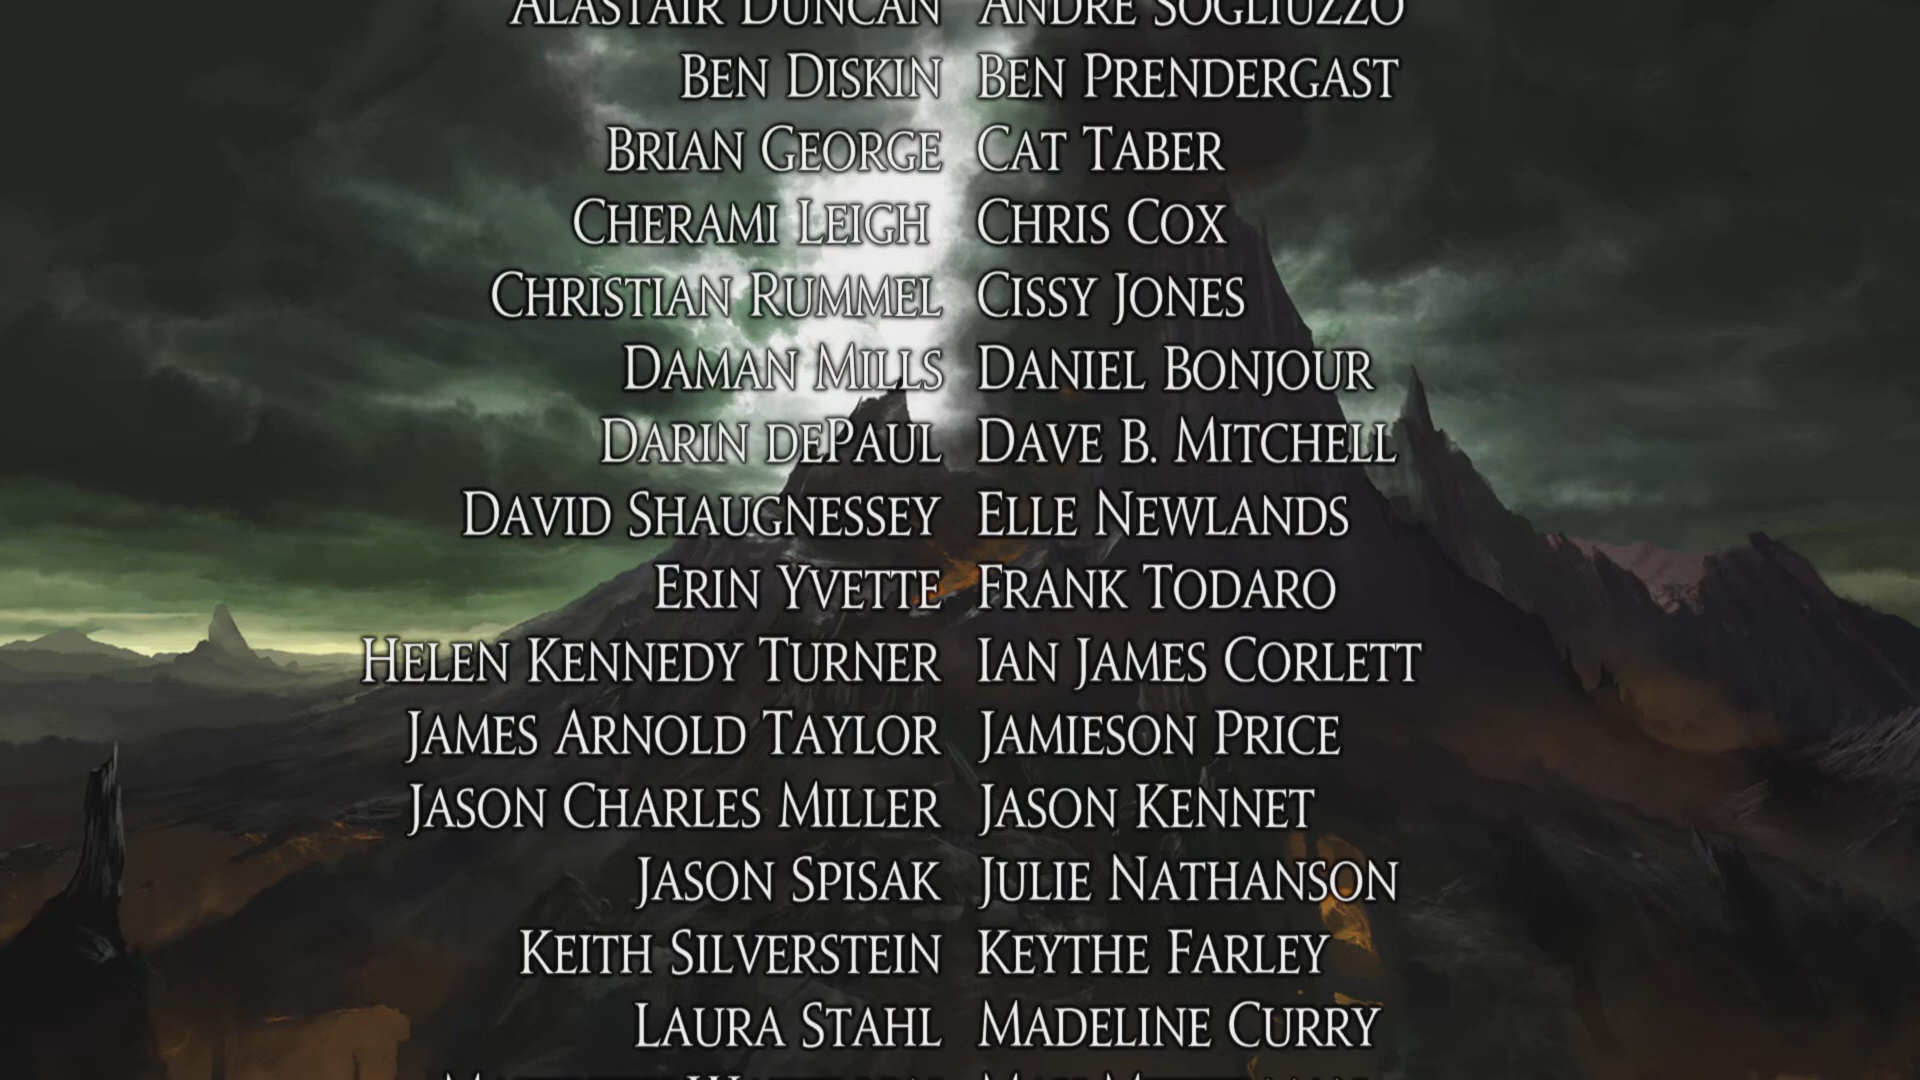 Alastair Duncan Andre Sogliuzzo
Ben Diskin Ben Prendergast
Brian George Cat Taber
Cherami Leigh Chris Cox
Christian Rummel Cissy Jones
Daman Mills Daniel Bonjour
Darin dePaul Dave B. Mitchell
David Shaugnessey Elle Newlands
Erin Yvette Frank Todaro
Helen Kennedy Turner Ian James Corlett
James Arnold Taylor Jamieson Price
Jason Charles Miller Jason Kennet
Jason Spisak Julie Nathanson
Keith Silverstein Keythe Farley
Laura Stahl Madeline Curry